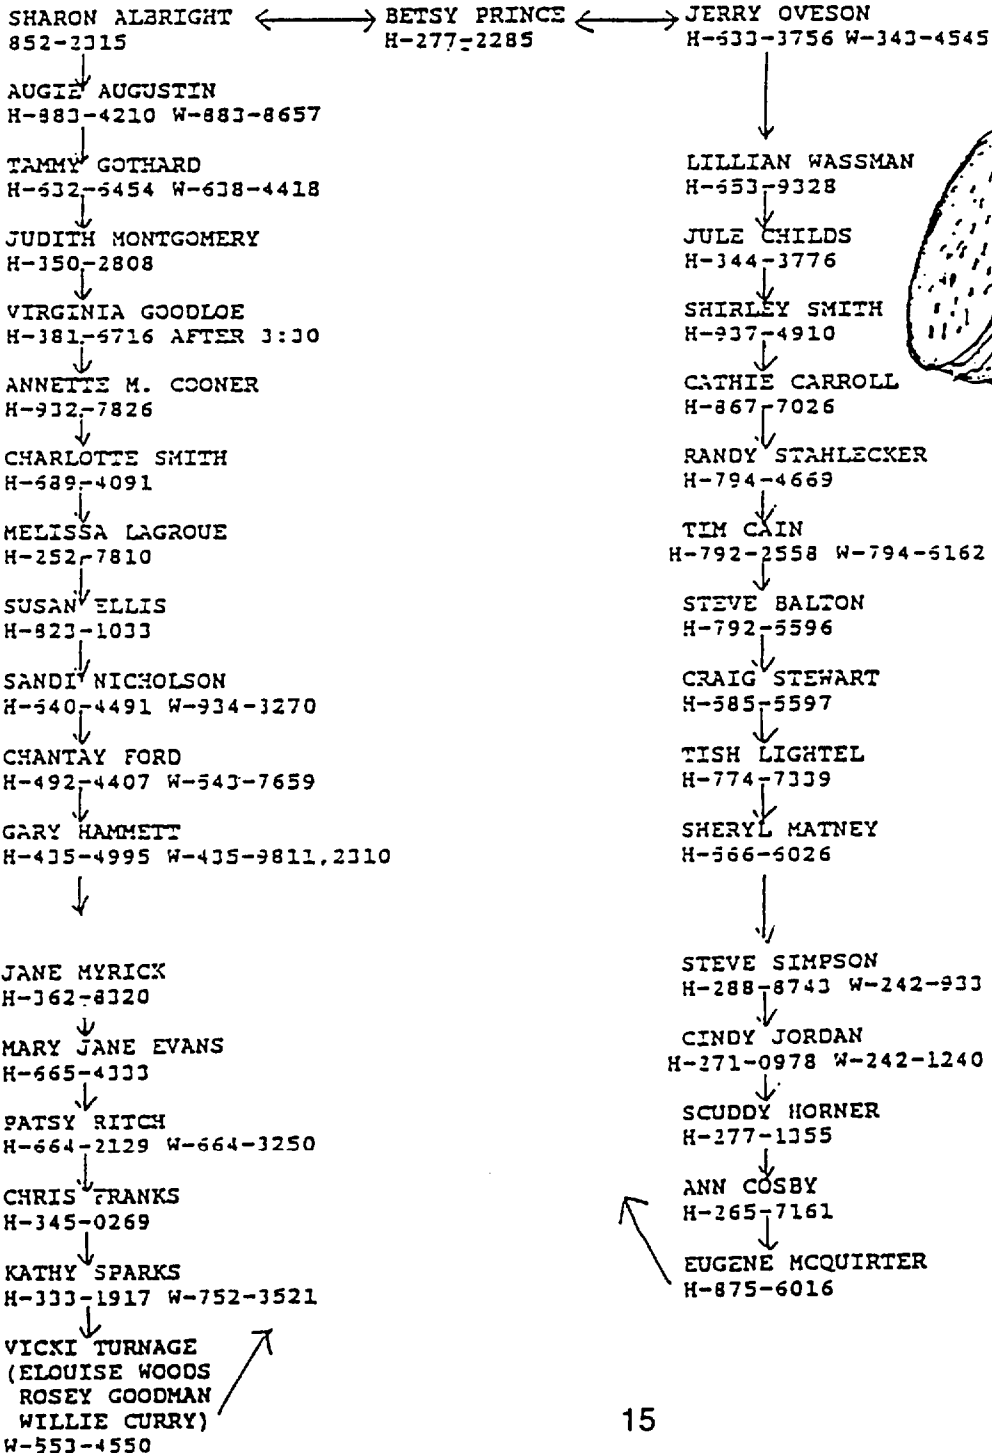 SHARON ALBRIGHT
852-2315
AUGIE AUGUSTIN
H-883-4210 W-883-8657
TAMMY GOTHARD
H-632-6454 W-638-4418
JUDITH MONTGOMERY
H-350-2808
VIRGINIA GOODLOE
H-381-6716 AFTER 3:30
ANNETTE M. COONER
H-932-7826
CHARLOTTE SMITH
H-689-4091
MELISSA LAGROUE
H-252-7810
SUSAN ELLIS
H-823-1033
SANDI NICHOLSON
H-640-4491 W-934-3270
CHANTAY FORD
H-492-4407 W-543-7659
GARY HAMMETT
H-435-4995 W-435-9811,2310
JANE MYRICK
H-362-8320
MARY JANE EVANS
H-665-4333
PATSY RITCH
H-664-2129 W-664-3250
CHRIS FRANKS
H-345-0269
KATHY SPARKS
H-333-1917 W-752-3521
VICKI TURNAGE
(ELOUISE WOODS
ROSEY GOODMAN
WILLIE CURRY)
W-553-4550
BETSY PRINCE
H-277-2285
JERRY OVESON
H-633-3756 W-343-4545
LILLIAN WASSMAN
H-653-9328
JULE CHILDS
H-344-3776
SHIRLEY SMITH
H-937-4910
CATHIE CARROLL
H-867-7026
RANDY STAHLECKER
H-794-4669
TIM CAIN
H-792-2558 W-794-6162
STEVE BALTON
H-792-5596
CRAIG STEWART
H-585-5597
TISH LIGHTEL
H-774-7339
SHERYL MATNEY
H-566-6026
STEVE SIMPSON
H-288-8743 W-242-933
CINDY JORDAN
H-271-0978 W-242-1240
SCUDDY HORNER
H-277-1355
ANN COSBY
H-265-7161
EUGENE MCQUIRTER
H-875-6016
15